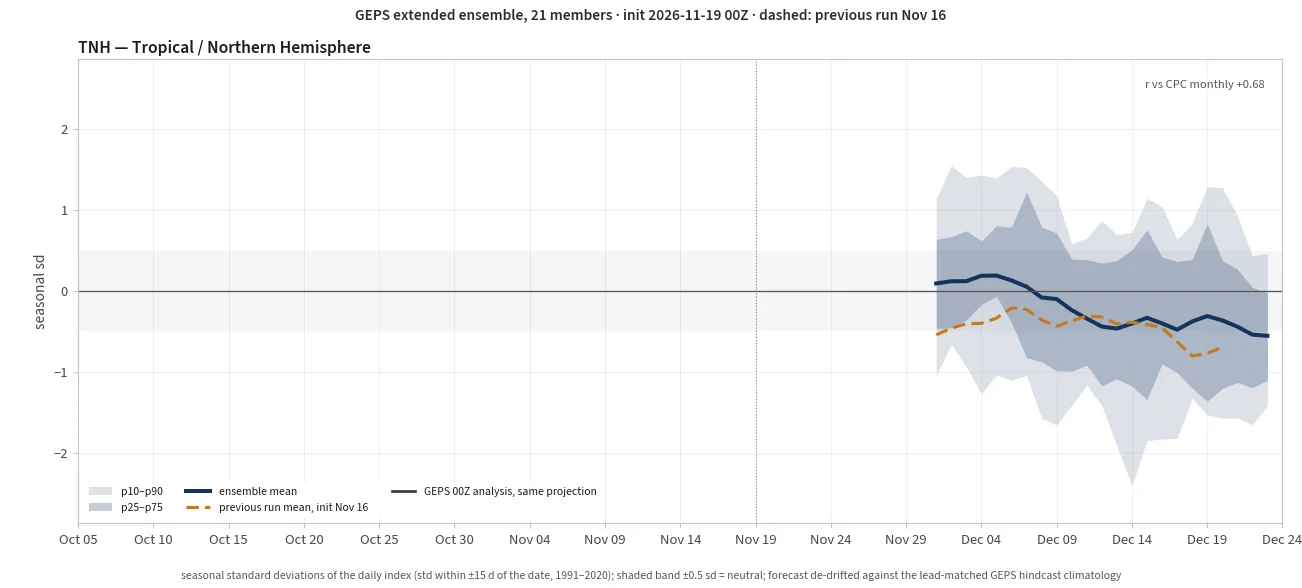 GEPS extended ensemble, 21 members · init 2026-11-19 00Z · dashed: previous run Nov 16
TNH — Tropical / Northern Hemisphere
r vs CPC monthly +0.68
seasonal sd
2
1
0
−1
−2
p10–p90
p25–p75
ensemble mean
previous run mean, init Nov 16
GEPS 00Z analysis, same projection
Oct 05 Oct 10 Oct 15 Oct 20 Oct 25 Oct 30 Nov 04 Nov 09 Nov 14 Nov 19 Nov 24 Nov 29 Dec 04 Dec 09 Dec 14 Dec 19 Dec 24
seasonal standard deviations of the daily index (std within ±15 d of the date, 1991–2020); shaded band ±0.5 sd = neutral; forecast de-drifted against the lead-matched GEPS hindcast climatology